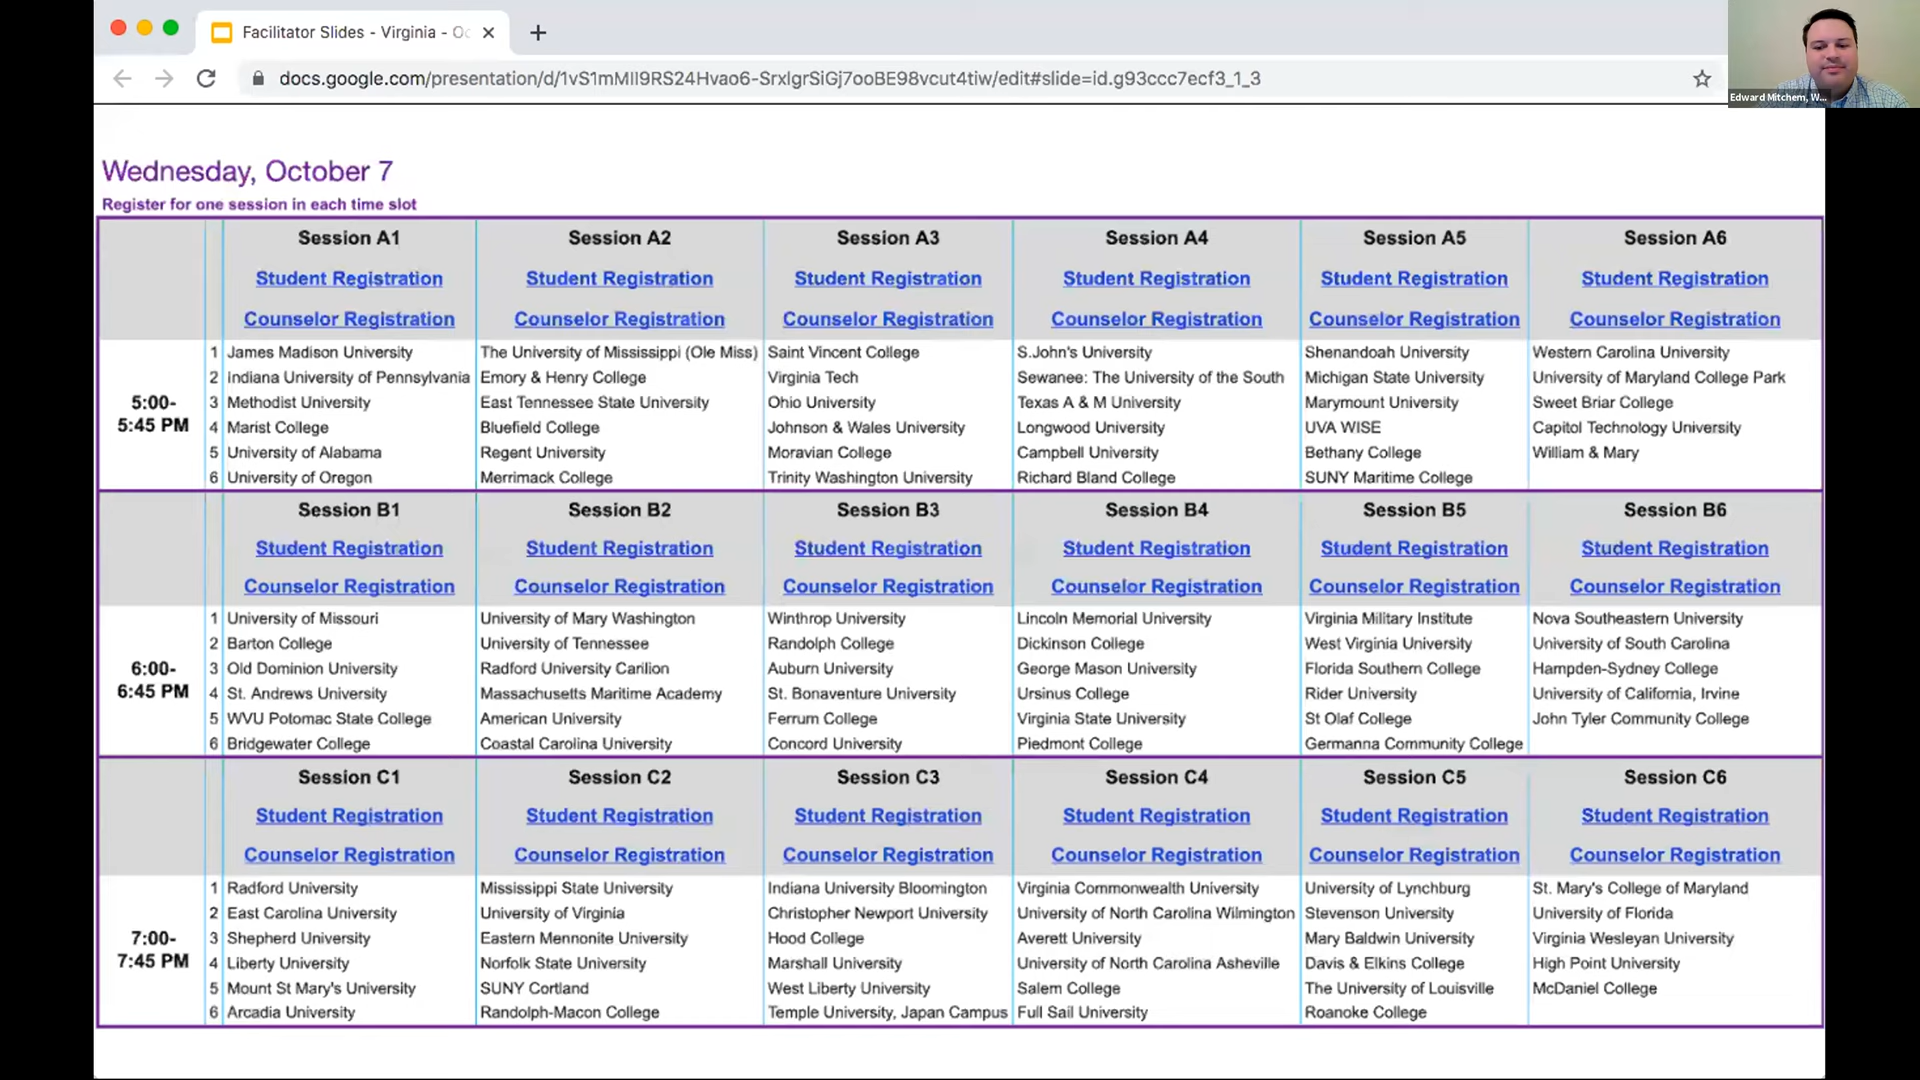 Facilitator Slides - Virginia - Oc
docs.google.com/presentation/d/1vS1mMII9RS24Hvao6-SrxlgrSiGj7ooBE98vcut4tiw/edit#slide=id.g93ccc7ecf3_1_3
Edward Mitchem, W...
Wednesday, October 7
Register for one session in each time slot
Session A1 Session A2 Session A3 Session A4 Session A5 Session A6
Student Registration Student Registration Student Registration Student Registration Student Registration Student Registration
Counselor Registration Counselor Registration Counselor Registration Counselor Registration Counselor Registration Counselor Registration
5:00-
5:45 PM
1 James Madison University The University of Mississippi (Ole Miss) Saint Vincent College S.John's University Shenandoah University Western Carolina University
2 Indiana University of Pennsylvania Emory & Henry College Virginia Tech Sewanee: The University of the South Michigan State University University of Maryland College Park
3 Methodist University East Tennessee State University Ohio University Texas A & M University Marymount University Sweet Briar College
4 Marist College Bluefield College Johnson & Wales University Longwood University UVA WISE Capitol Technology University
5 University of Alabama Regent University Moravian College Campbell University Bethany College William & Mary
6 University of Oregon Merrimack College Trinity Washington University Richard Bland College SUNY Maritime College
Session B1 Session B2 Session B3 Session B4 Session B5 Session B6
Student Registration Student Registration Student Registration Student Registration Student Registration Student Registration
Counselor Registration Counselor Registration Counselor Registration Counselor Registration Counselor Registration Counselor Registration
6:00-
6:45 PM
1 University of Missouri University of Mary Washington Winthrop University Lincoln Memorial University Virginia Military Institute Nova Southeastern University
2 Barton College University of Tennessee Randolph College Dickinson College West Virginia University University of South Carolina
3 Old Dominion University Radford University Carilion Auburn University George Mason University Florida Southern College Hampden-Sydney College
4 St. Andrews University Massachusetts Maritime Academy St. Bonaventure University Ursinus College Rider University University of California, Irvine
5 WVU Potomac State College American University Ferrum College Virginia State University St Olaf College John Tyler Community College
6 Bridgewater College Coastal Carolina University Concord University Piedmont College Germanna Community College
Session C1 Session C2 Session C3 Session C4 Session C5 Session C6
Student Registration Student Registration Student Registration Student Registration Student Registration Student Registration
Counselor Registration Counselor Registration Counselor Registration Counselor Registration Counselor Registration Counselor Registration
7:00-
7:45 PM
1 Radford University Mississippi State University Indiana University Bloomington Virginia Commonwealth University University of Lynchburg St. Mary's College of Maryland
2 East Carolina University University of Virginia Christopher Newport University University of North Carolina Wilmington Stevenson University University of Florida
3 Shepherd University Eastern Mennonite University Hood College Averett University Mary Baldwin University Virginia Wesleyan University
4 Liberty University Norfolk State University Marshall University University of North Carolina Asheville Davis & Elkins College High Point University
5 Mount St Mary's University SUNY Cortland West Liberty University Salem College The University of Louisville McDaniel College
6 Arcadia University Randolph-Macon College Temple University, Japan Campus Full Sail University Roanoke College